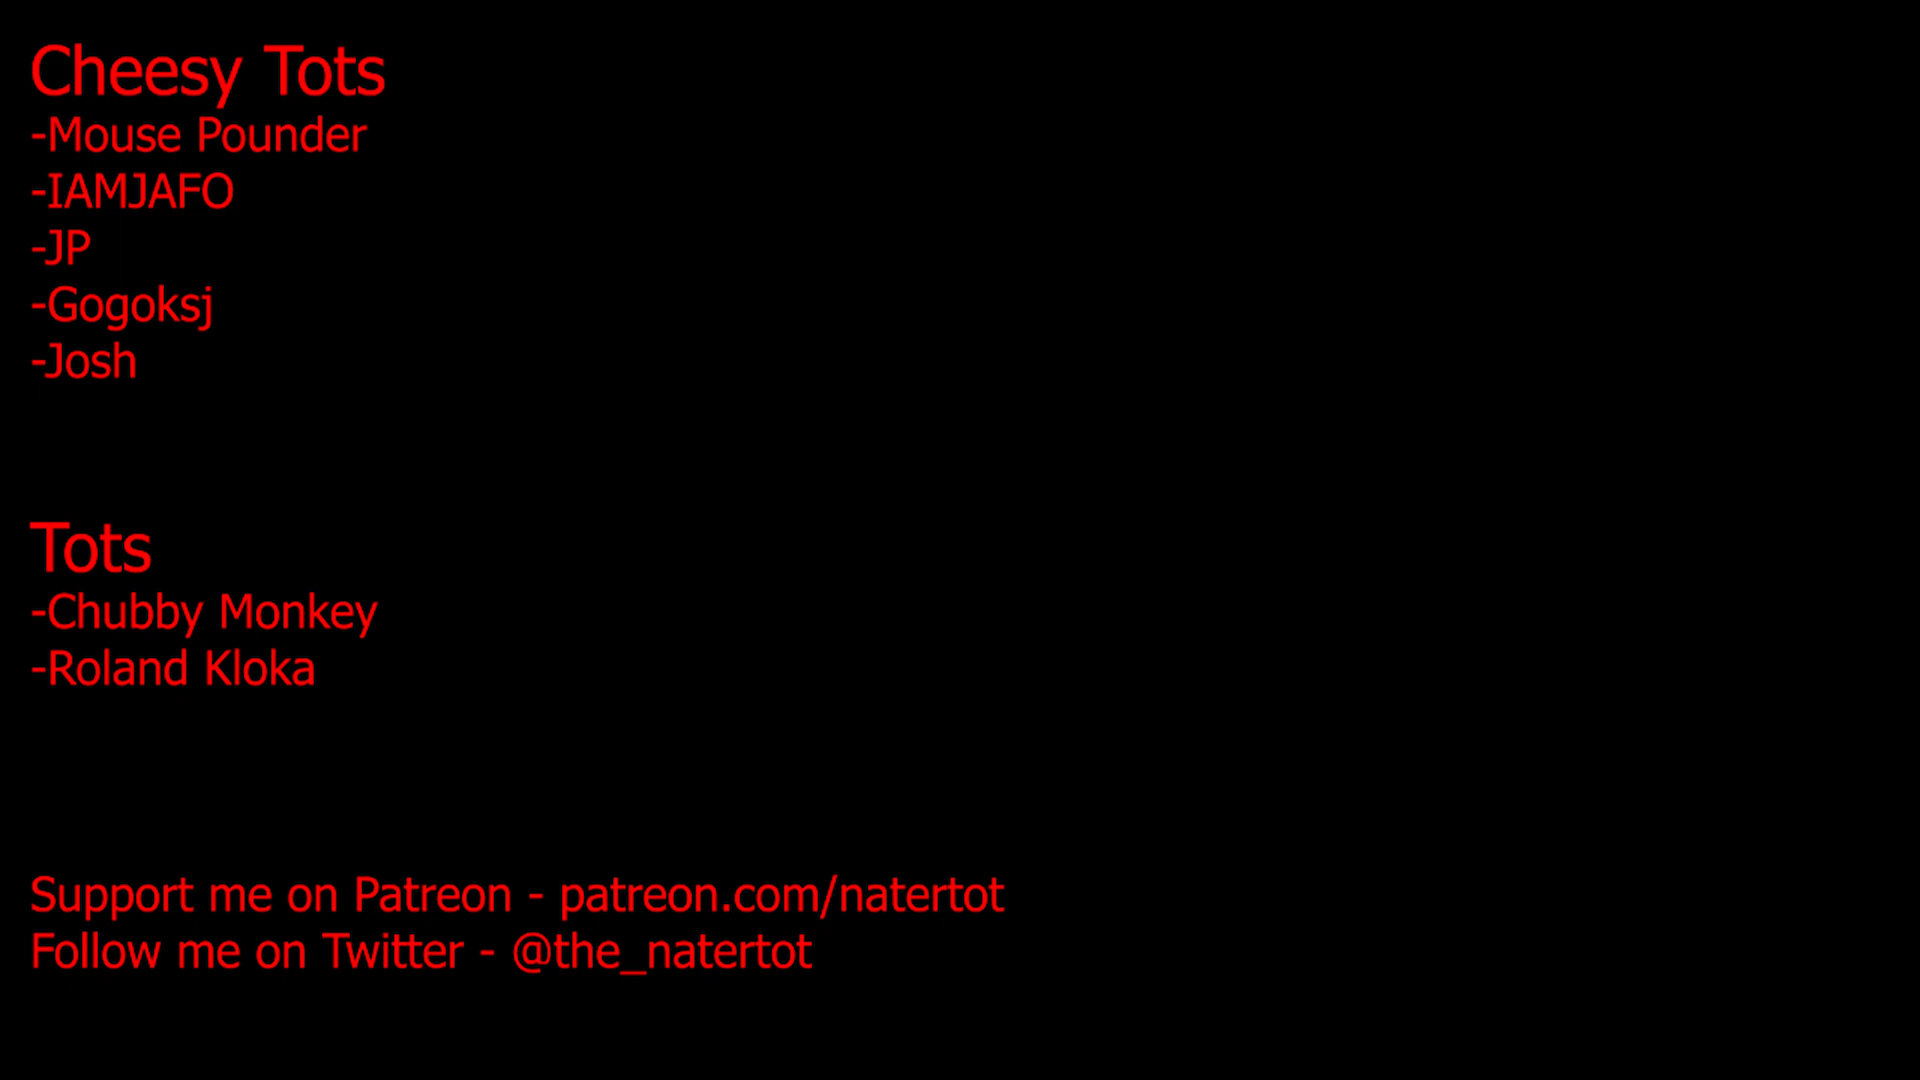 Cheesy Tots
-Mouse Pounder
-IAMJAFO
-JP
-Gogoksj
-Josh
Tots
-Chubby Monkey
-Roland Kloka
Support me on Patreon - patreon.com/natertot
Follow me on Twitter - @the_natertot